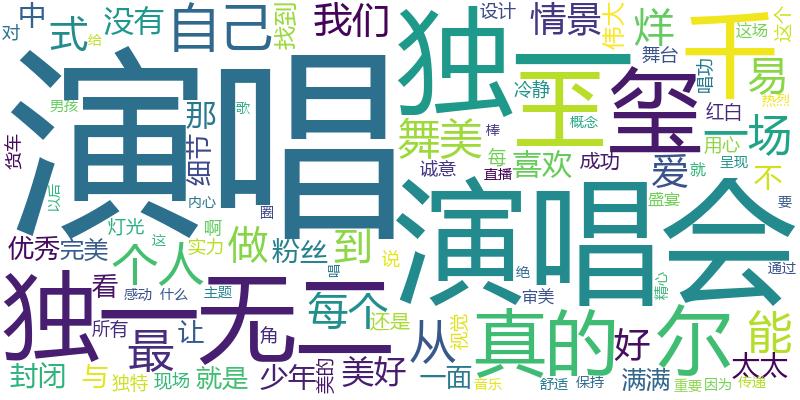 对
中
式
给
没有
自己
找到
我们
独一
设计
情景
伟大
烊
千
这场
这个
演唱
男孩
歌
那
细节
货车
以后
内心
圈
玉
玺
冷静
概念
舞台
唱功
易
热烈
红白
一场
舞美
棒
诚意
每
直播
喜欢
成功
爱
用心
就
呈现
不
盛宴
要
演唱会
灯光
这
啊
实力
优秀
完美
个人
做
粉丝
到
说
唱
绝
审美
精心
通过
独一无二
看
感动
什么
主题
每个
还是
视觉
所有
最
让
角
从
真的
尔
好
能
太太
封闭
与
独特
现场
就是
少年
美的
美好
一面
音乐
舒适
保持
满满
重要
因为
传递